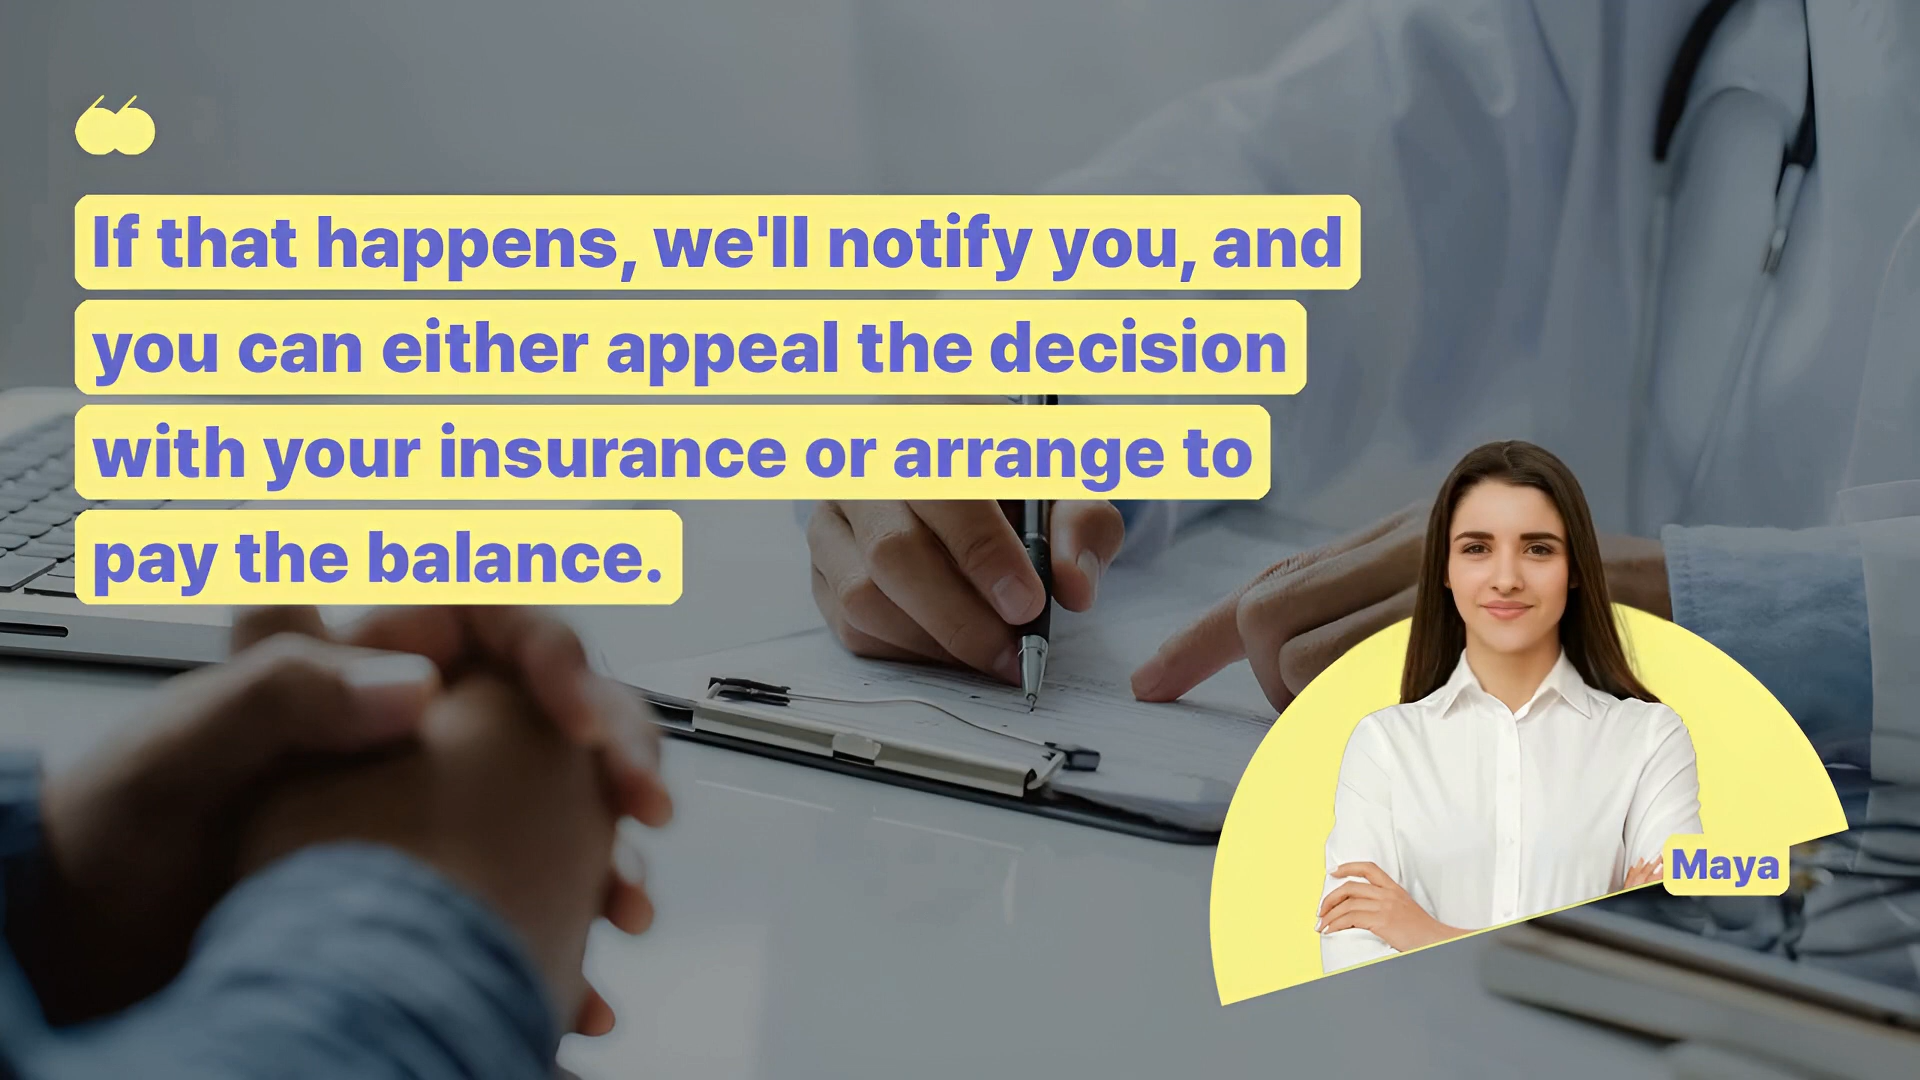 ❝
If that happens, we'll notify you, and
you can either appeal the decision
with your insurance or arrange to
pay the balance.
Maya